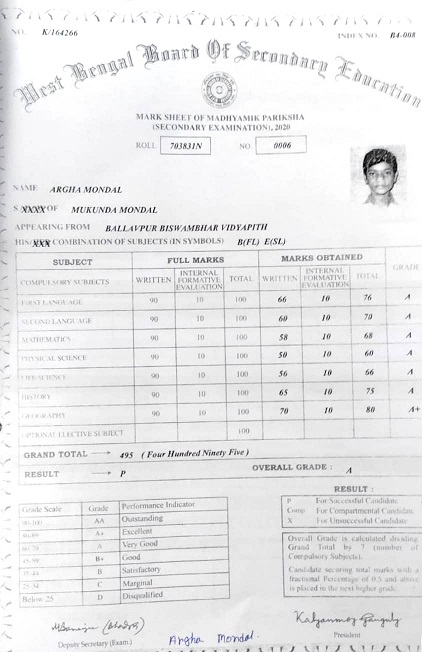 NO. K/164266 INDEX NO. B4-008
West Bengal Board Of Secondary Education
MARK SHEET OF MADHYAMIK PARIKSHA
(SECONDARY EXAMINATION), 2020
ROLL 703831N NO 0006
NAME ARGHA MONDAL
S XXXX OF MUKUNDA MONDAL
APPEARING FROM BALLAVPUR BISWAMBHAR VIDYAPITH
HIS XXX COMBINATION OF SUBJECTS (IN SYMBOLS) B(FL) E(SL)
SUBJECT FULL MARKS MARKS OBTAINED GRADE
COMPULSORY SUBJECTS WRITTEN INTERNAL FORMATIVE EVALUATION TOTAL WRITTEN INTERNAL FORMATIVE EVALUATION TOTAL
FIRST LANGUAGE 90 10 100 66 10 76 A
SECOND LANGUAGE 90 10 100 60 10 70 A
MATHEMATICS 90 10 100 58 10 68 A
PHYSICAL SCIENCE 90 10 100 50 10 60 A
LIFE SCIENCE 90 10 100 56 10 66 A
HISTORY 90 10 100 65 10 75 A
GEOGRAPHY 90 10 100 70 10 80 A+
OPTIONAL ELECTIVE SUBJECT 100
GRAND TOTAL → 495 ( Four Hundred Ninety Five )
RESULT → P OVERALL GRADE : A
Grade Scale Grade Performance Indicator
90-100 AA Outstanding
80-89 A+ Excellent
60-79 A Very Good
45-59 B+ Good
35-44 B Satisfactory
25-34 C Marginal
Below 25 D Disqualified
RESULT :
P For Successful Candidate
Comp For Compartmental Candidate
X For Unsuccessful Candidate
Overall Grade is calculated dividing
Grand Total by 7 (number of
Compulsory Subjects).
Candidate securing total marks with a
fractional Percentage of 0.5 and above
is placed in the next higher grade.
Kalyanmoy Ganguly
Deputy Secretary (Exam.) Argha Mondal. President